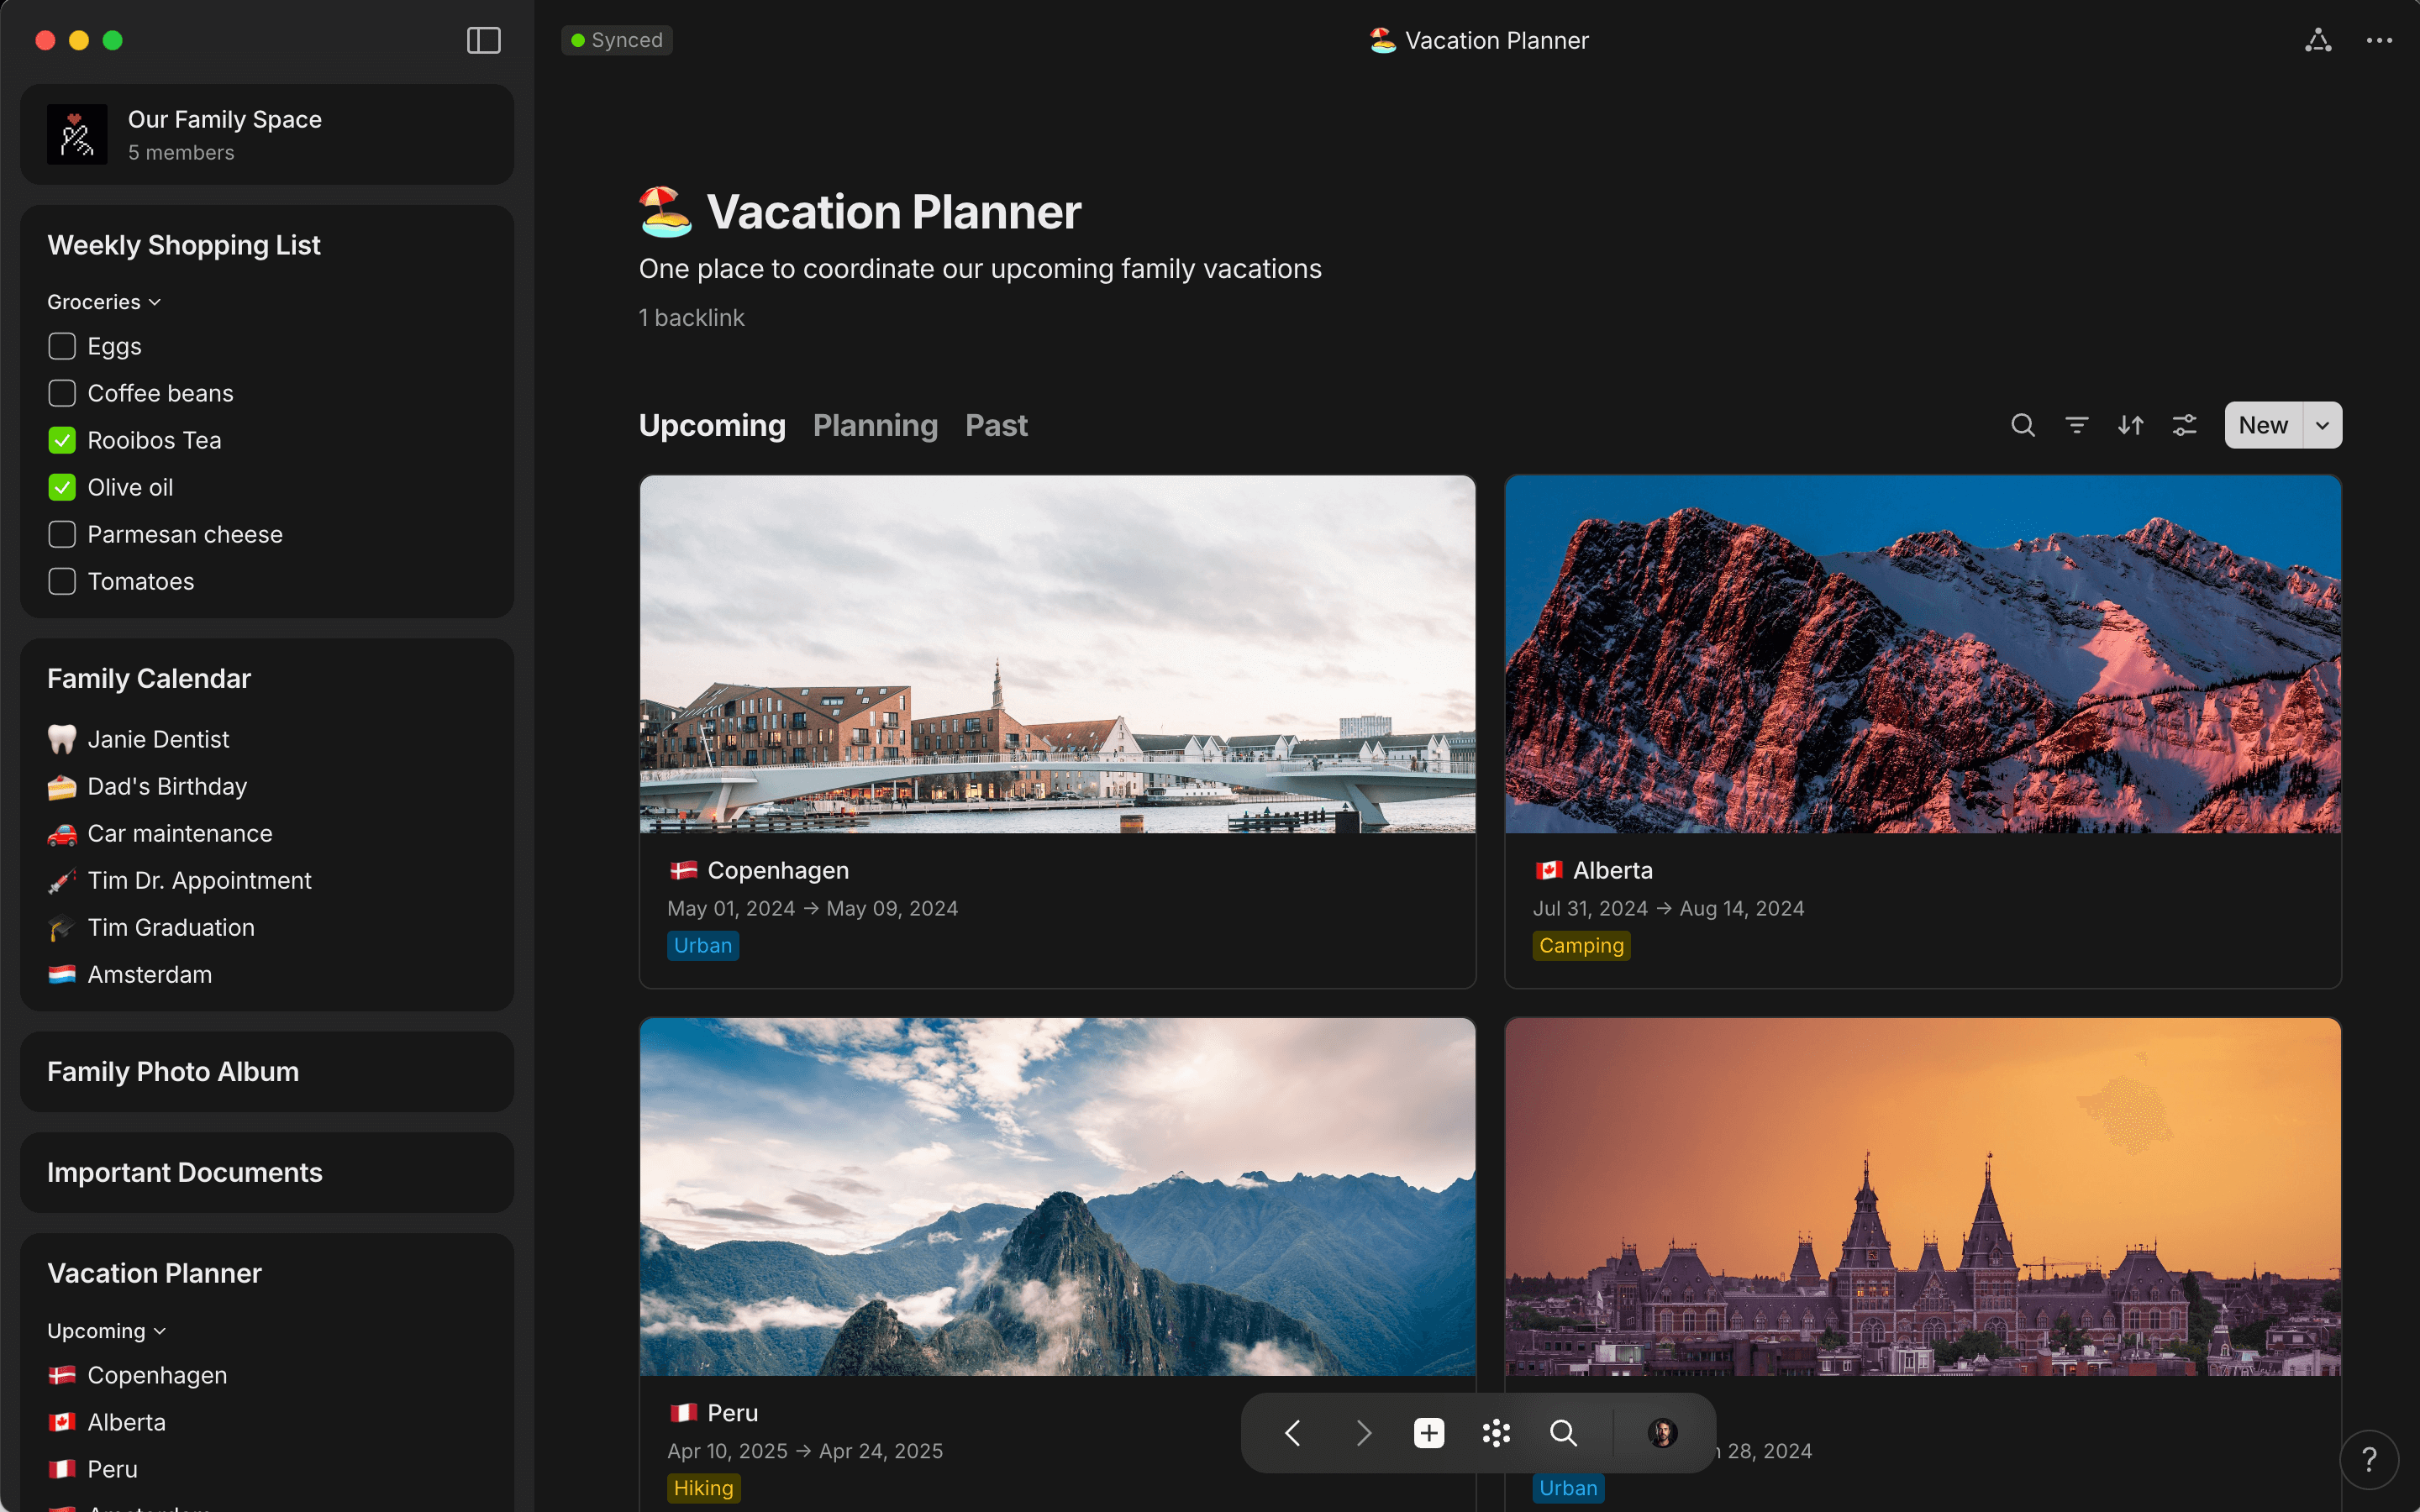 Synced
Vacation Planner
Our Family Space
5 members
Weekly Shopping List
Groceries
Eggs
Coffee beans
Rooibos Tea
Olive oil
Parmesan cheese
Tomatoes
Family Calendar
Janie Dentist
Dad's Birthday
Car maintenance
Tim Dr. Appointment
Tim Graduation
Amsterdam
Family Photo Album
Important Documents
Vacation Planner
Upcoming
Copenhagen
Alberta
Peru
Vacation Planner
One place to coordinate our upcoming family vacations
1 backlink
Upcoming Planning Past
New
Copenhagen
May 01, 2024 → May 09, 2024
Urban
Alberta
Jul 31, 2024 → Aug 14, 2024
Camping
Peru
Apr 10, 2025 → Apr 24, 2025
Hiking
28, 2024
Urban
?